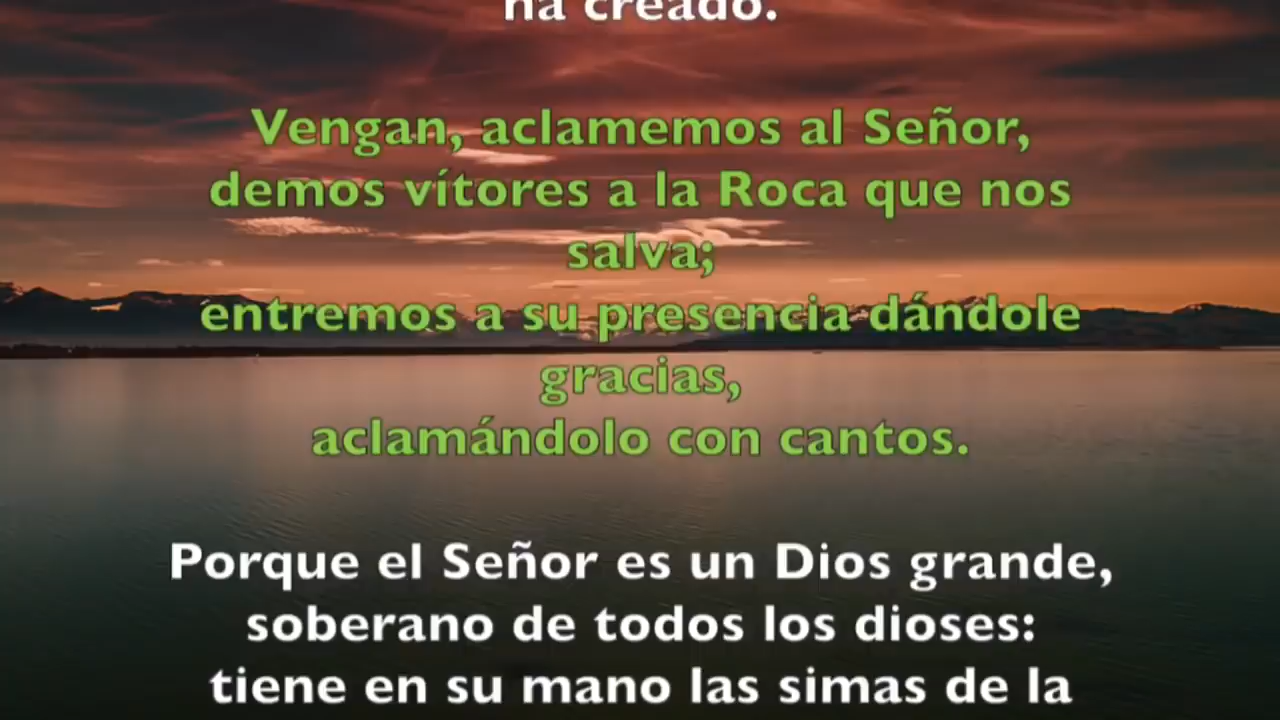 ha creado.
Vengan, aclamemos al Señor,
demos vítores a la Roca que nos
salva;
entremos a su presencia dándole
gracias,
aclamándolo con cantos.
Porque el Señor es un Dios grande,
soberano de todos los dioses:
tiene en su mano las simas de la